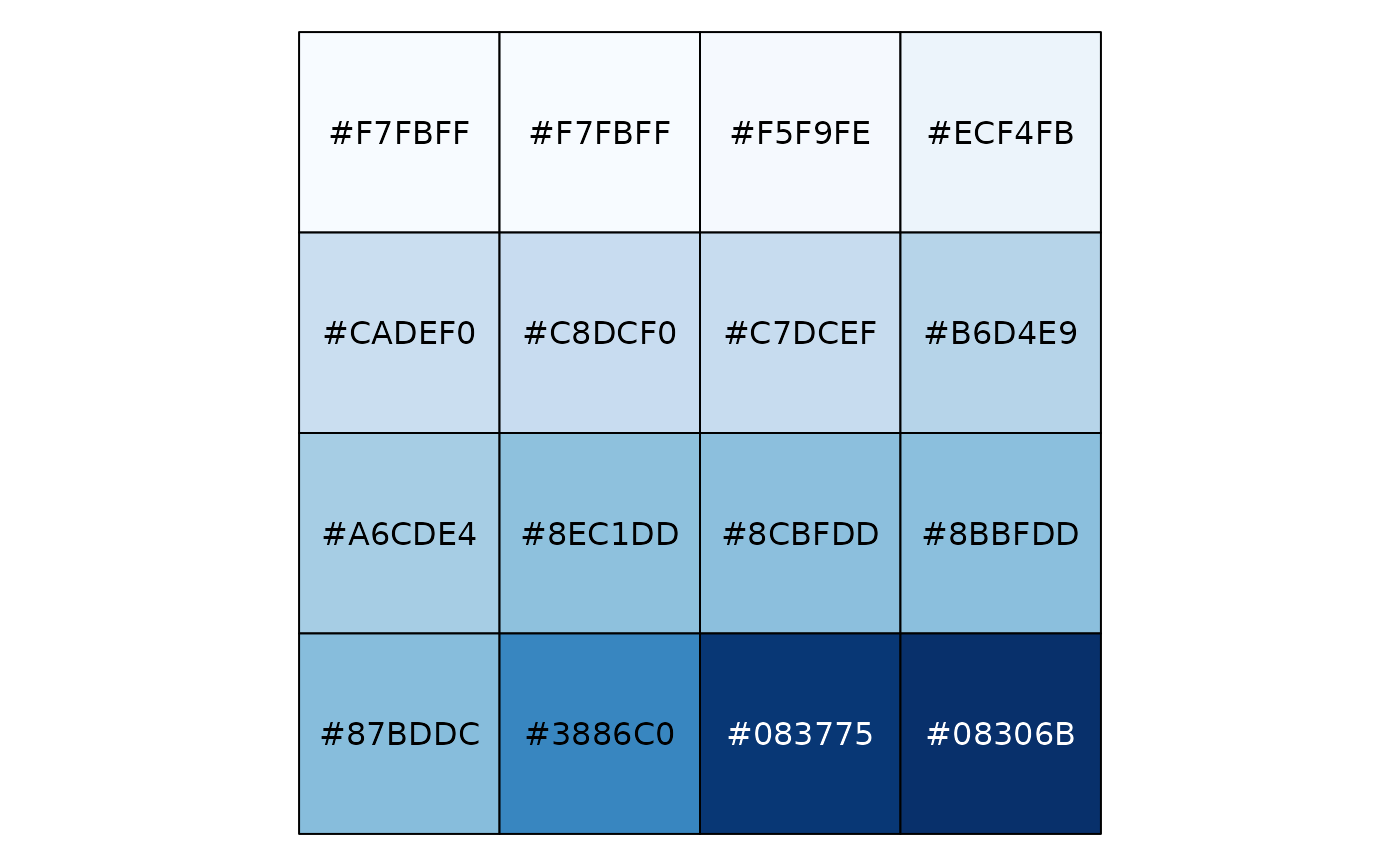 #F7FBFF #F7FBFF #F5F9FE #ECF4FB
#CADEF0 #C8DCF0 #C7DCEF #B6D4E9
#A6CDE4 #8EC1DD #8CBFDD #8BBFDD
#87BDDC #3886C0 #083775 #08306B